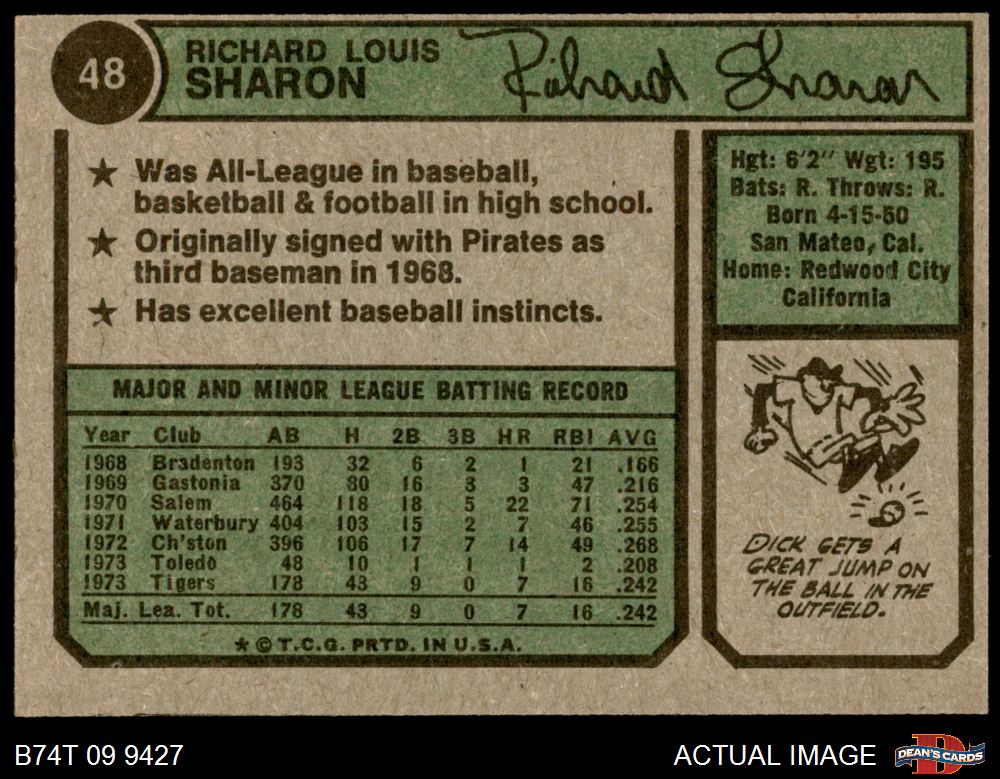 48
RICHARD LOUIS
SHARON
Richard Sharon
★ Was All-League in baseball,
basketball & football in high school.
★ Originally signed with Pirates as
third baseman in 1968.
★ Has excellent baseball instincts.
Hgt: 6'2" Wgt: 195
Bats: R. Throws: R.
Born 4-15-50
San Mateo, Cal.
Home: Redwood City
California
MAJOR AND MINOR LEAGUE BATTING RECORD
Year Club AB H 2B 3B HR RBI AVG
1968 Bradenton 193 32 6 2 1 21 .166
1969 Gastonia 370 80 16 3 3 47 .216
1970 Salem 464 118 18 5 22 71 .254
1971 Waterbury 404 103 15 2 7 46 .255
1972 Ch'ston 396 106 17 7 14 49 .268
1973 Toledo 48 10 1 1 1 2 .208
1973 Tigers 178 43 9 0 7 16 .242
Maj. Lea. Tot. 178 43 9 0 7 16 .242
* © T.C.G. PRTD. IN U.S.A.
DICK GETS A
GREAT JUMP ON
THE BALL IN THE
OUTFIELD.
B74T 09 9427
ACTUAL IMAGE
DEAN'S CARDS